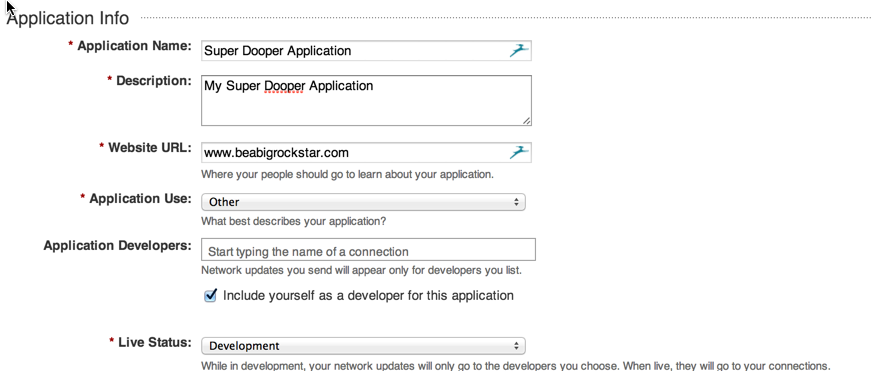 Application Info
* Application Name: Super Dooper Application
* Description: My Super Dooper Application
* Website URL: www.beabigrockstar.com
Where your people should go to learn about your application.
* Application Use: Other
What best describes your application?
Application Developers: Start typing the name of a connection
Network updates you send will appear only for developers you list.
Include yourself as a developer for this application
* Live Status: Development
While in development, your network updates will only go to the developers you choose. When live, they will go to your connections.